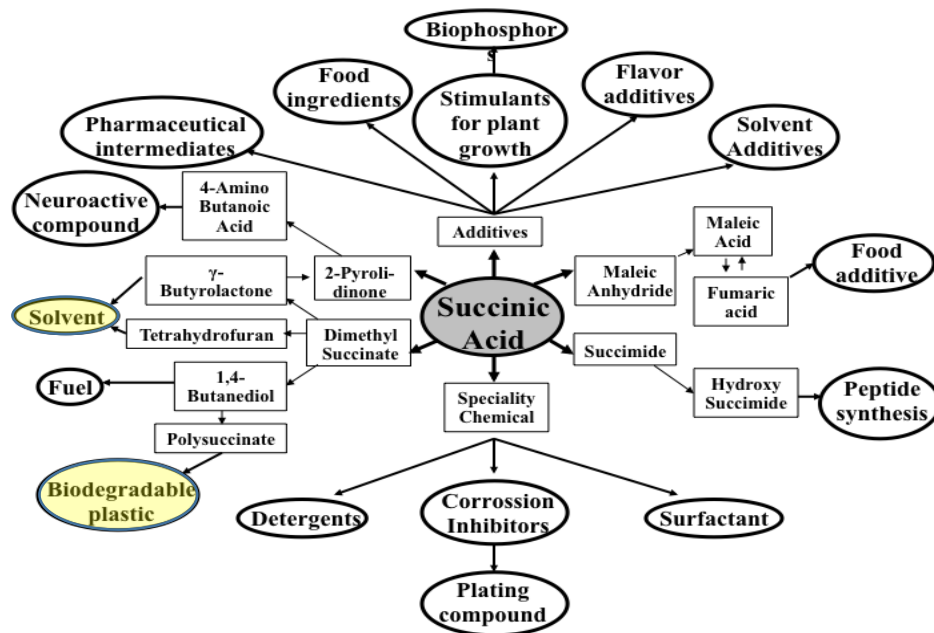 Biophosphor
s
Food
ingredients
Stimulants
for plant
growth
Flavor
additives
Pharmaceutical
intermediates
Solvent
Additives
Neuroactive
compound
4-Amino
Butanoic
Acid
Additives
Maleic
Acid
γ-
Butyrolactone
2-Pyroli-
dinone
Maleic
Anhydride
Fumaric
acid
Food
additive
Solvent
Tetrahydrofuran
Dimethyl
Succinate
Succinic
Acid
Succimide
Fuel
1,4-
Butanediol
Speciality
Chemical
Hydroxy
Succimide
Peptide
synthesis
Polysuccinate
Biodegradable
plastic
Detergents
Corrossion
Inhibitors
Surfactant
Plating
compound